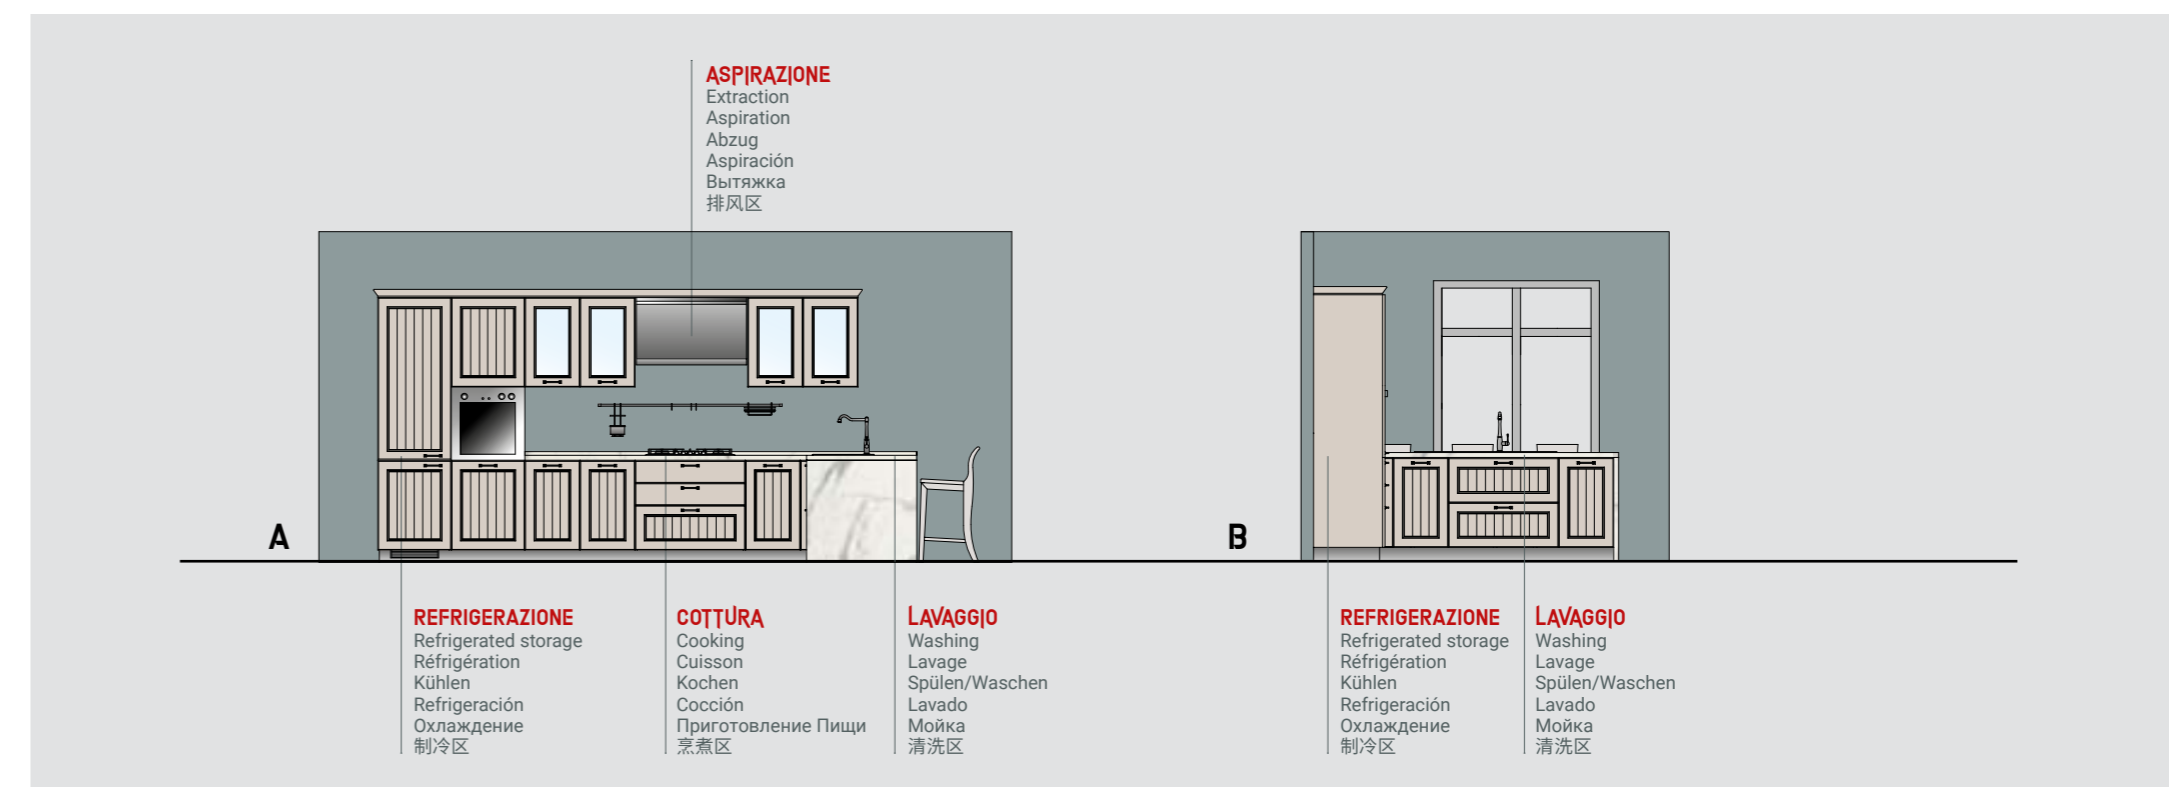 ASPIRAZIONE
Extraction
Aspiration
Abzug
Aspiración
Вытяжка
排风区
A
B
REFRIGERAZIONE
Refrigerated storage
Réfrigération
Kühlen
Refrigeración
Охлаждение
制冷区
COTTURA
Cooking
Cuisson
Kochen
Cocción
Приготовление Пищи
烹煮区
LAVAGGIO
Washing
Lavage
Spülen/Waschen
Lavado
Мойка
清洗区
REFRIGERAZIONE
Refrigerated storage
Réfrigération
Kühlen
Refrigeración
Охлаждение
制冷区
LAVAGGIO
Washing
Lavage
Spülen/Waschen
Lavado
Мойка
清洗区